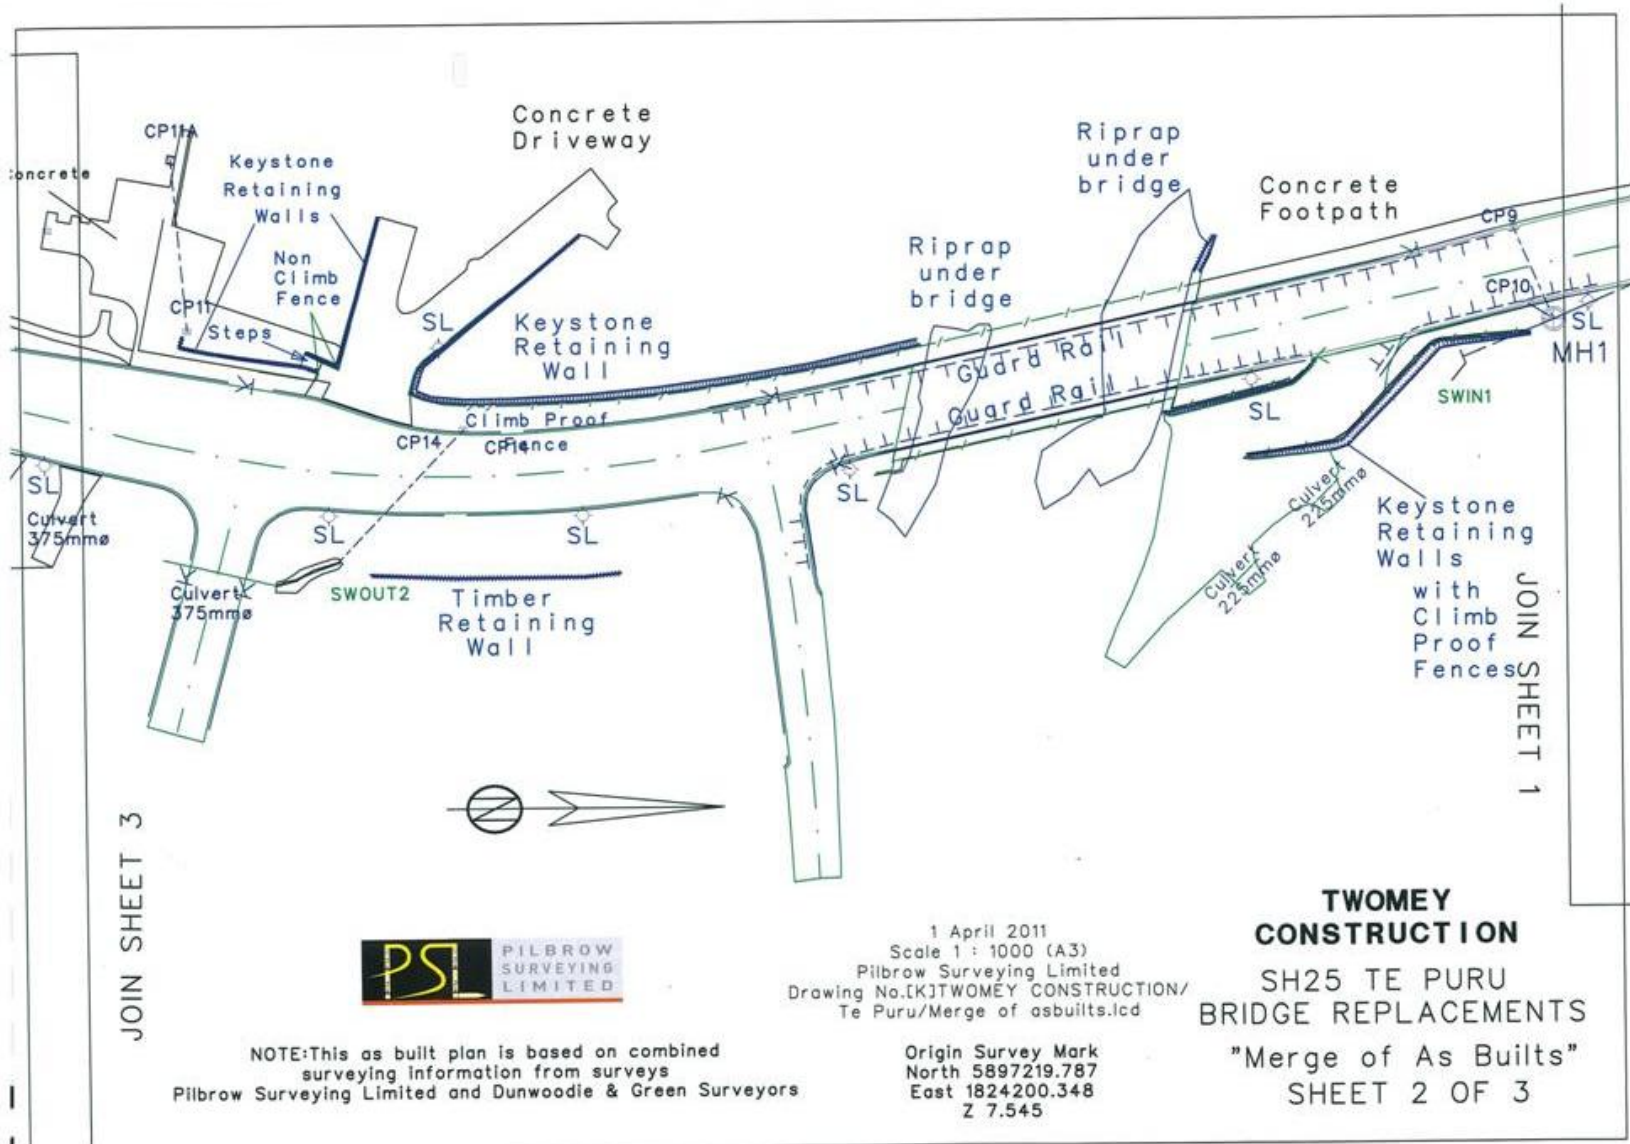 Concrete
Driveway
Riprap
under
bridge
CP11A
Keystone
Retaining
Walls
oncrete
Concrete
Footpath
CP9
Non
Climb
Fence
Riprap
under
bridge
CP10
CP11
Steps
SL
Keystone
Retaining
Wall
SL
MH1
Guard Rail
Guard Rail
SWIN1
SL
Climb Proof
Fence
CP14
CP14
SL
SL
SL
SL
Culvert
375mmø
Culvert
225mmø
Keystone
Retaining
Walls
with
Climb
Proof
Fences
Culvert
225mmø
Culvert
375mmø
SWOUT2
Timber
Retaining
Wall
JOIN SHEET 1
JOIN SHEET 3
PSL
PILBROW
SURVEYING
LIMITED
1 April 2011
Scale 1 : 1000 (A3)
Pilbrow Surveying Limited
Drawing No.[K]TWOMEY CONSTRUCTION/
Te Puru/Merge of asbuilts.lcd
TWOMEY
CONSTRUCTION
SH25 TE PURU
BRIDGE REPLACEMENTS
"Merge of As Builts"
SHEET 2 OF 3
NOTE:This as built plan is based on combined
surveying information from surveys
Pilbrow Surveying Limited and Dunwoodie & Green Surveyors
Origin Survey Mark
North 5897219.787
East 1824200.348
Z 7.545